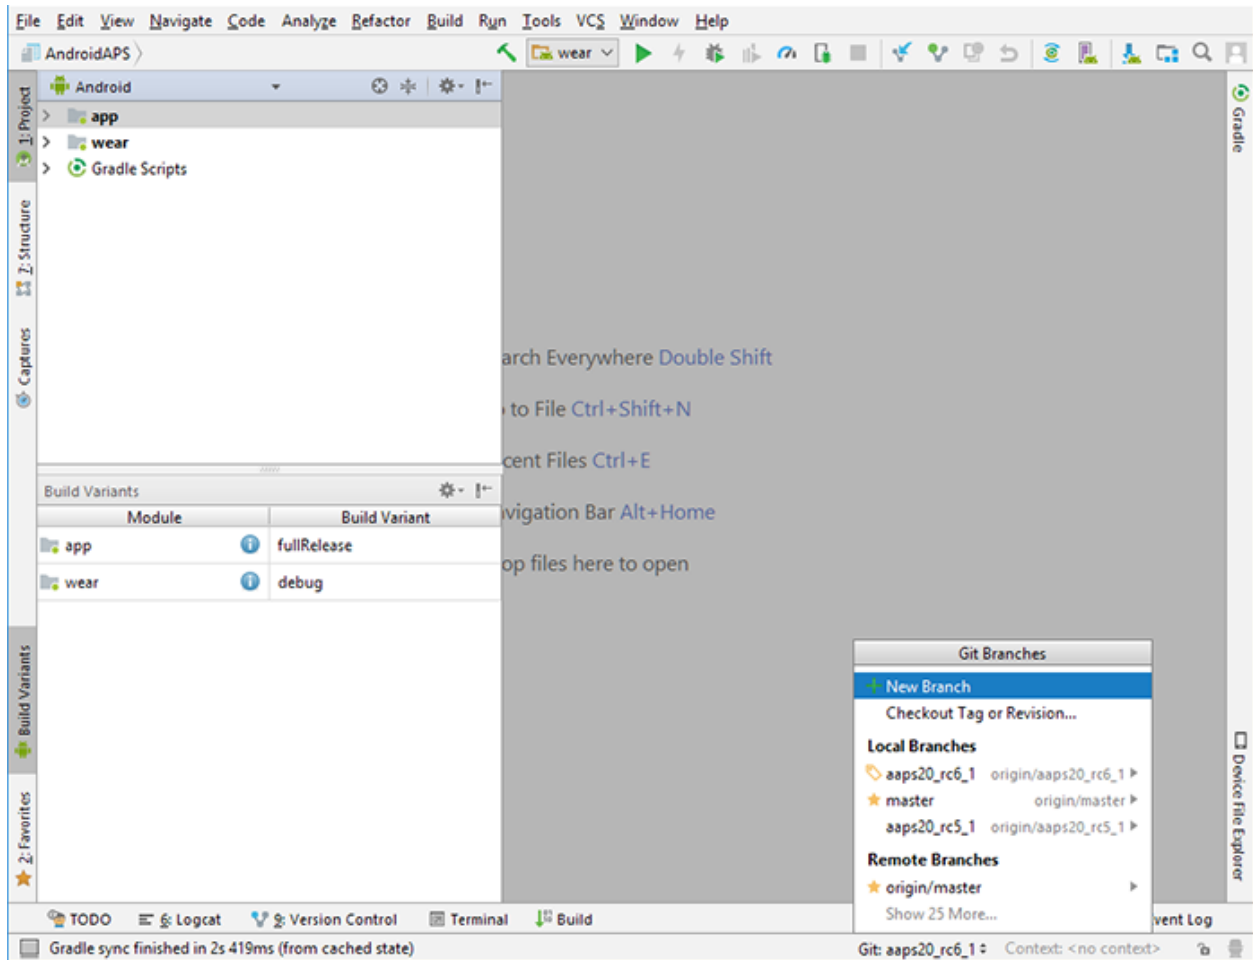 File Edit View Navigate Code Analyze Refactor Build Run Tools VCS Window Help
AndroidAPS
wear
1: Project
7: Structure
Captures
Build Variants
2: Favorites
Android
app
wear
Gradle Scripts
Build Variants
Module Build Variant
app fullRelease
wear debug
arch Everywhere Double Shift
to File Ctrl+Shift+N
cent Files Ctrl+E
vigation Bar Alt+Home
op files here to open
Gradle
Device File Explorer
Git Branches
New Branch
Checkout Tag or Revision...
Local Branches
aaps20_rc6_1 origin/aaps20_rc6_1
master origin/master
aaps20_rc5_1 origin/aaps20_rc5_1
Remote Branches
origin/master
Show 25 More...
TODO 6: Logcat 9: Version Control Terminal Build vent Log
Gradle sync finished in 2s 419ms (from cached state) Git: aaps20_rc6_1 Context: <no context>